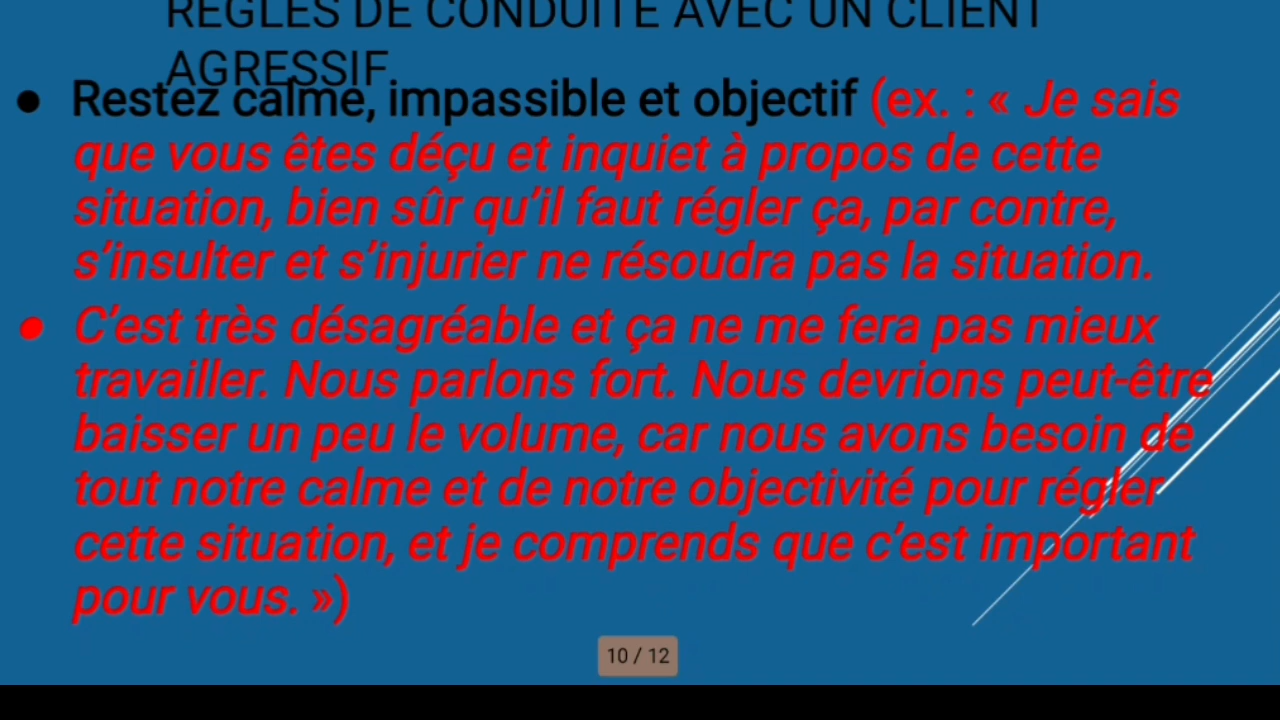 RÈGLES DE CONDUITE AVEC UN CLIENT
AGRESSIF
● Restez calme, impassible et objectif (ex. : « Je sais
que vous êtes déçu et inquiet à propos de cette
situation, bien sûr qu’il faut régler ça, par contre,
s’insulter et s’injurier ne résoudra pas la situation.
● C’est très désagréable et ça ne me fera pas mieux
travailler. Nous parlons fort. Nous devrions peut-être
baisser un peu le volume, car nous avons besoin de
tout notre calme et de notre objectivité pour régler
cette situation, et je comprends que c’est important
pour vous. »)
10 / 12